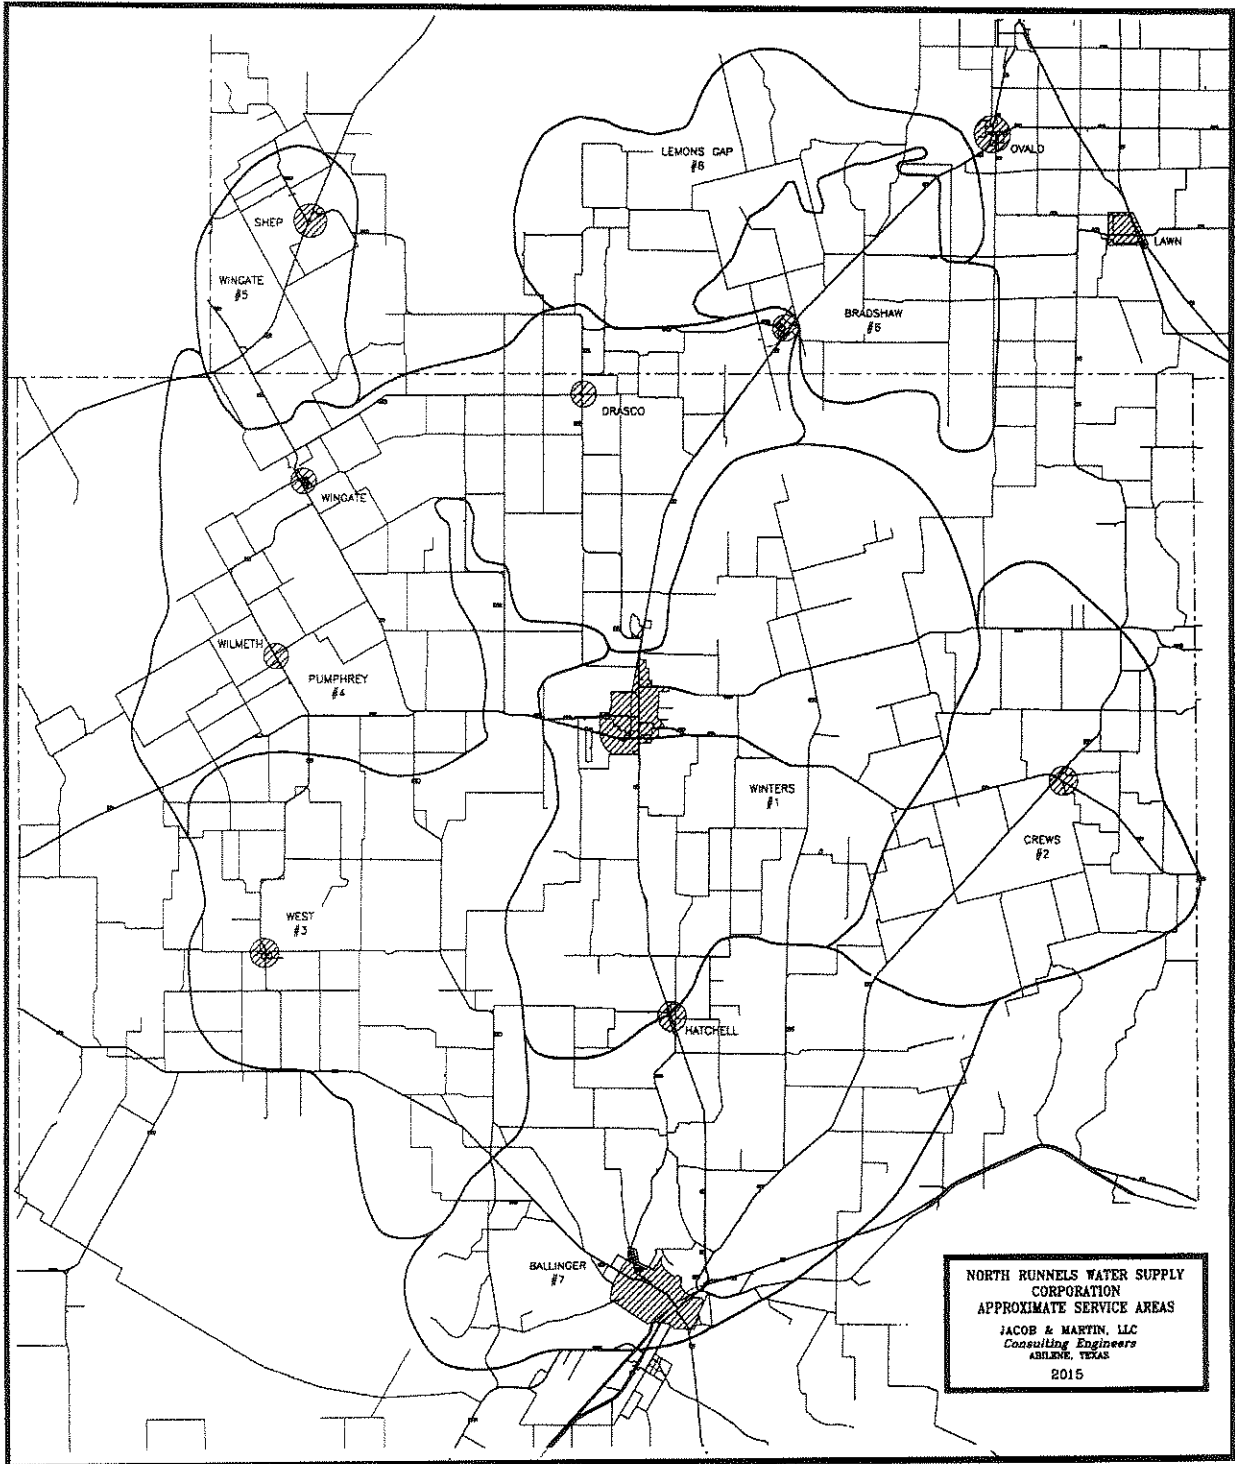 LEMONS GAP
#8
OVALO
SHEP
LAWN
WINGATE
#5
BRADSHAW
#6
DRASCO
WINGATE
WILMETH
PUMPHREY
#4
WINTERS
#1
CREWS
#2
WEST
#3
HATCHELL
BALLINGER
#7
NORTH RUNNELS WATER SUPPLY
CORPORATION
APPROXIMATE SERVICE AREAS
JACOB & MARTIN, LLC
Consulting Engineers
ABILENE, TEXAS
2015